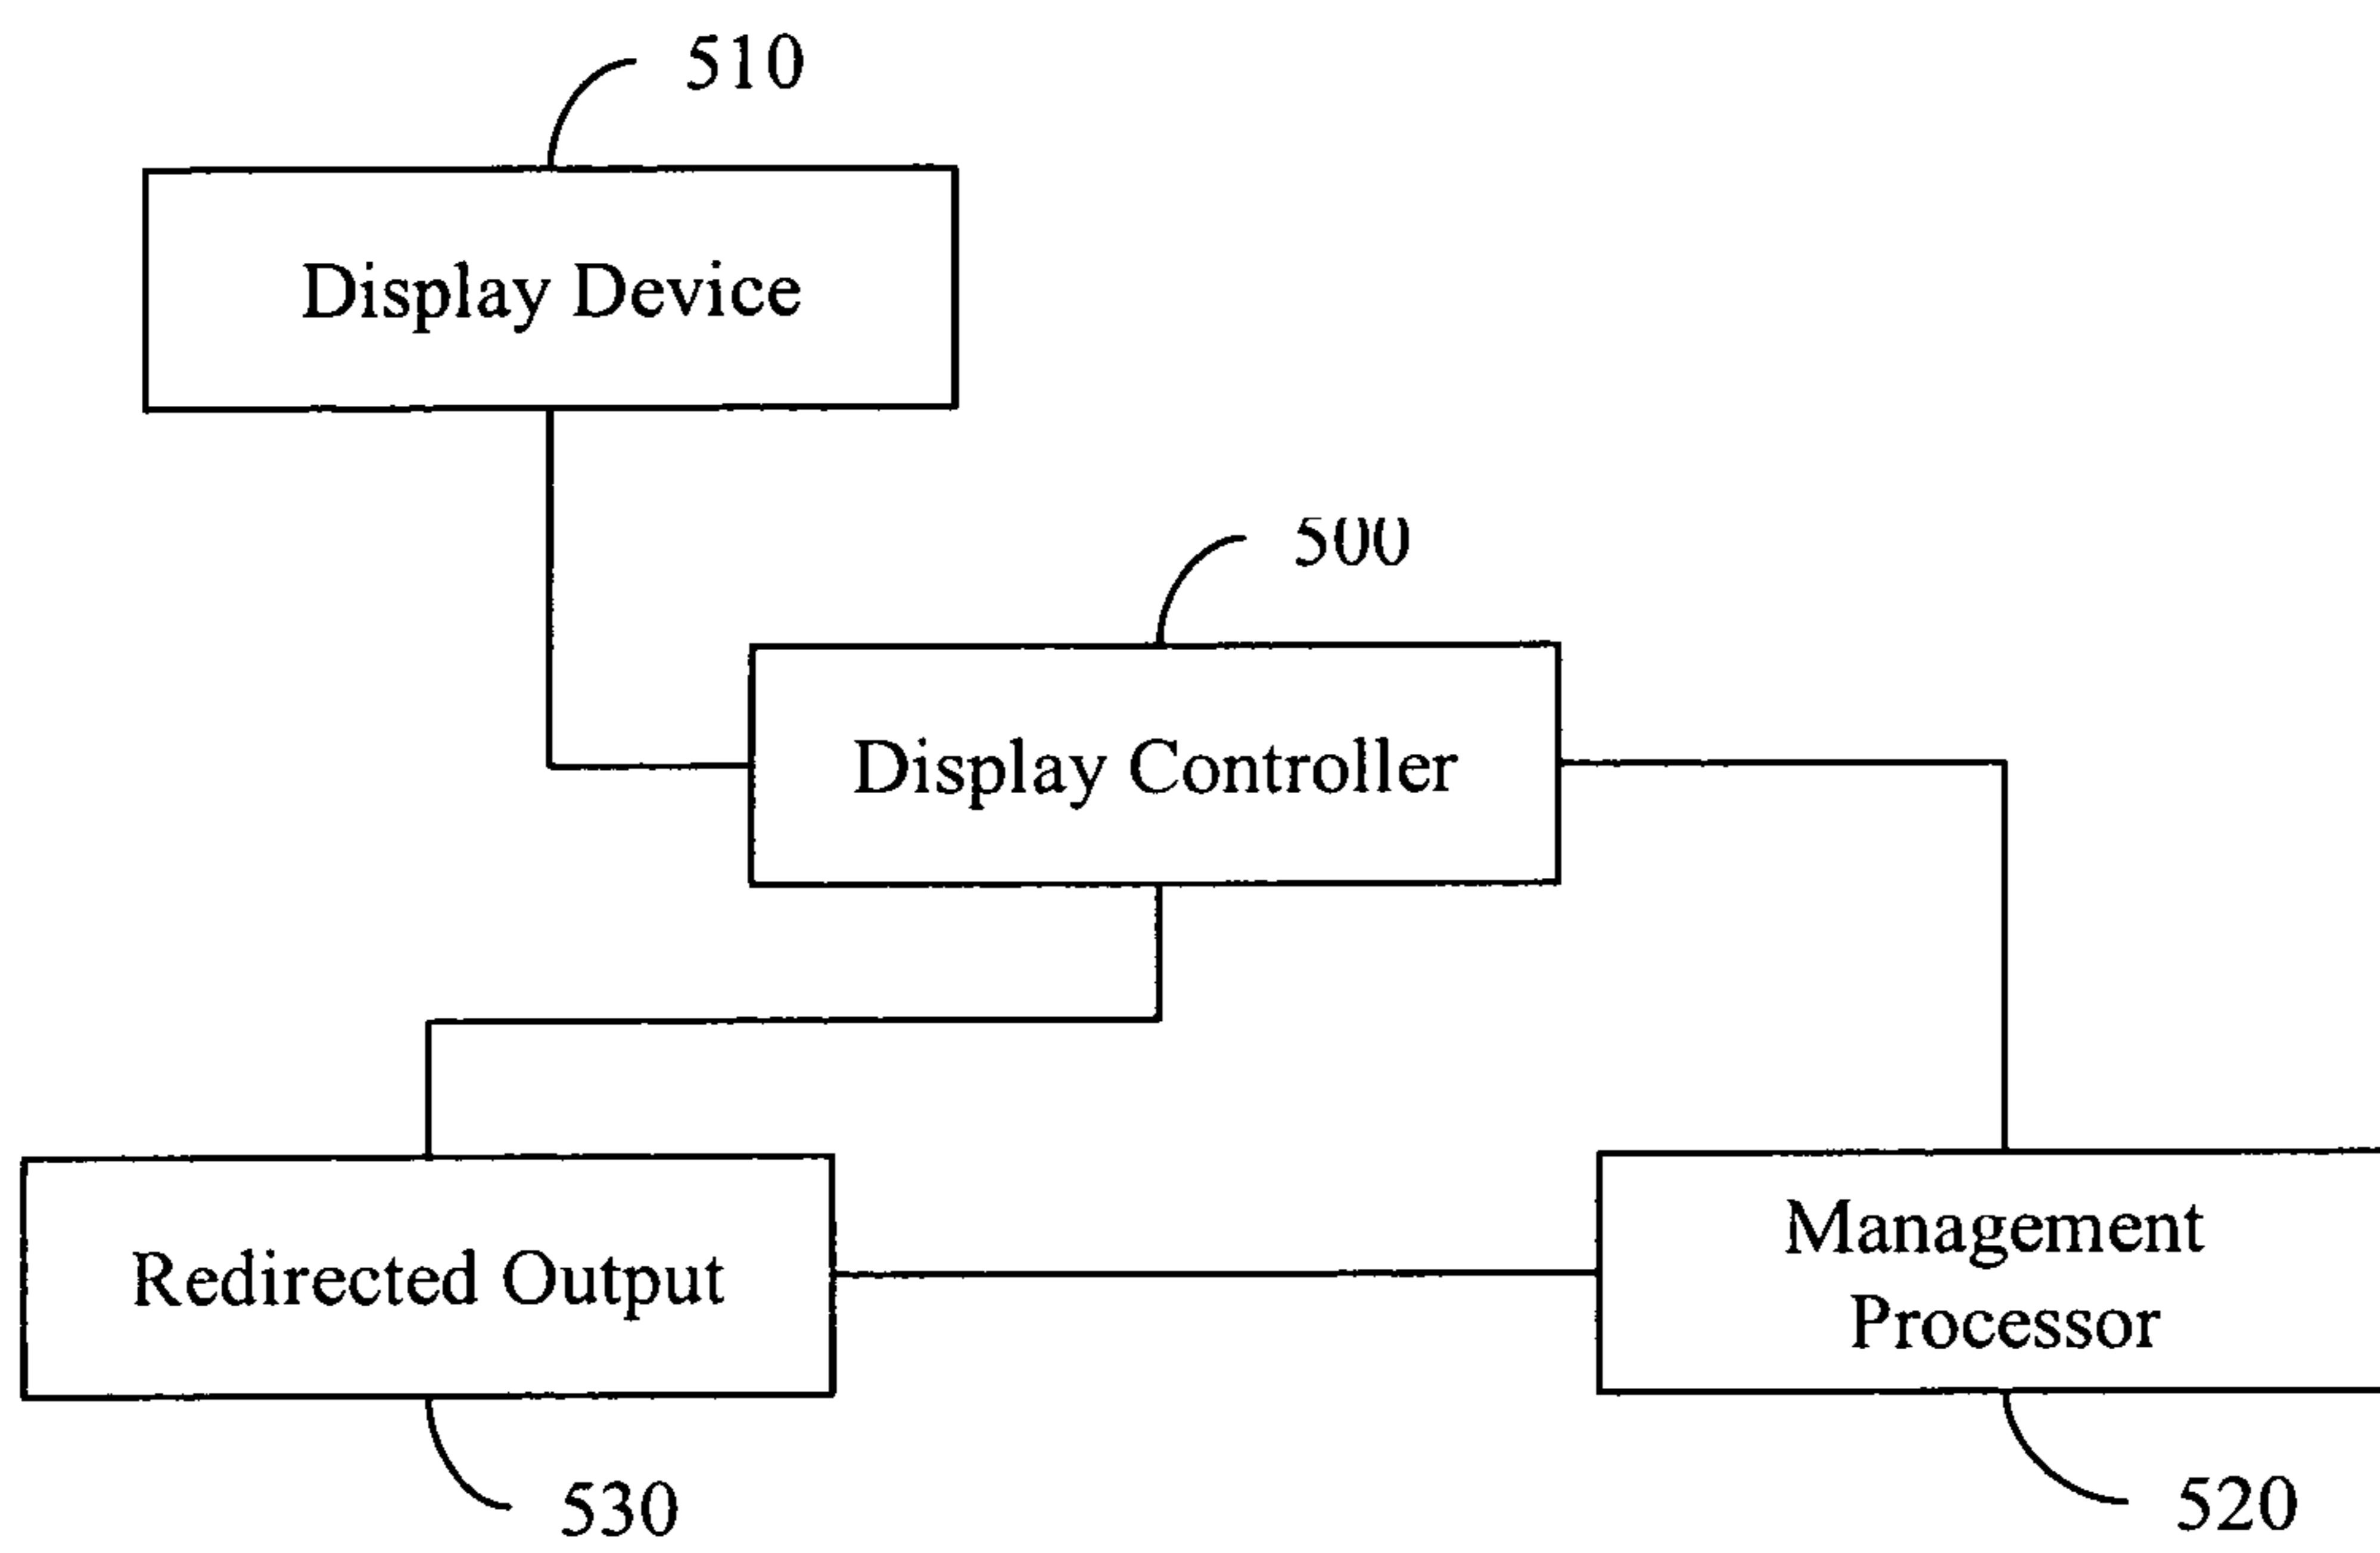 510
Display Device
500
Display Controller
Redirected Output
Management
Processor
530
520